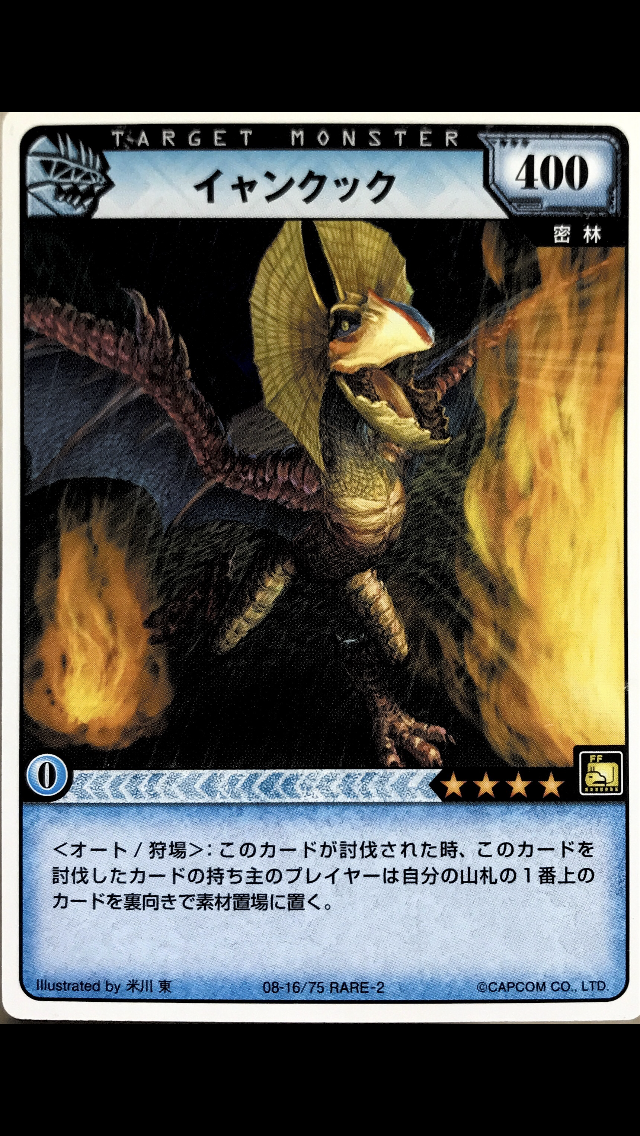 TARGET MONSTER
イャンクック
400
密林
0
FF
<オート / 狩場>：このカードが討伐された時、このカードを
討伐したカードの持ち主のプレイヤーは自分の山札の1番上の
カードを裏向きで素材置場に置く。
Illustrated by 米川 東
08-16/75 RARE-2
©CAPCOM CO., LTD.